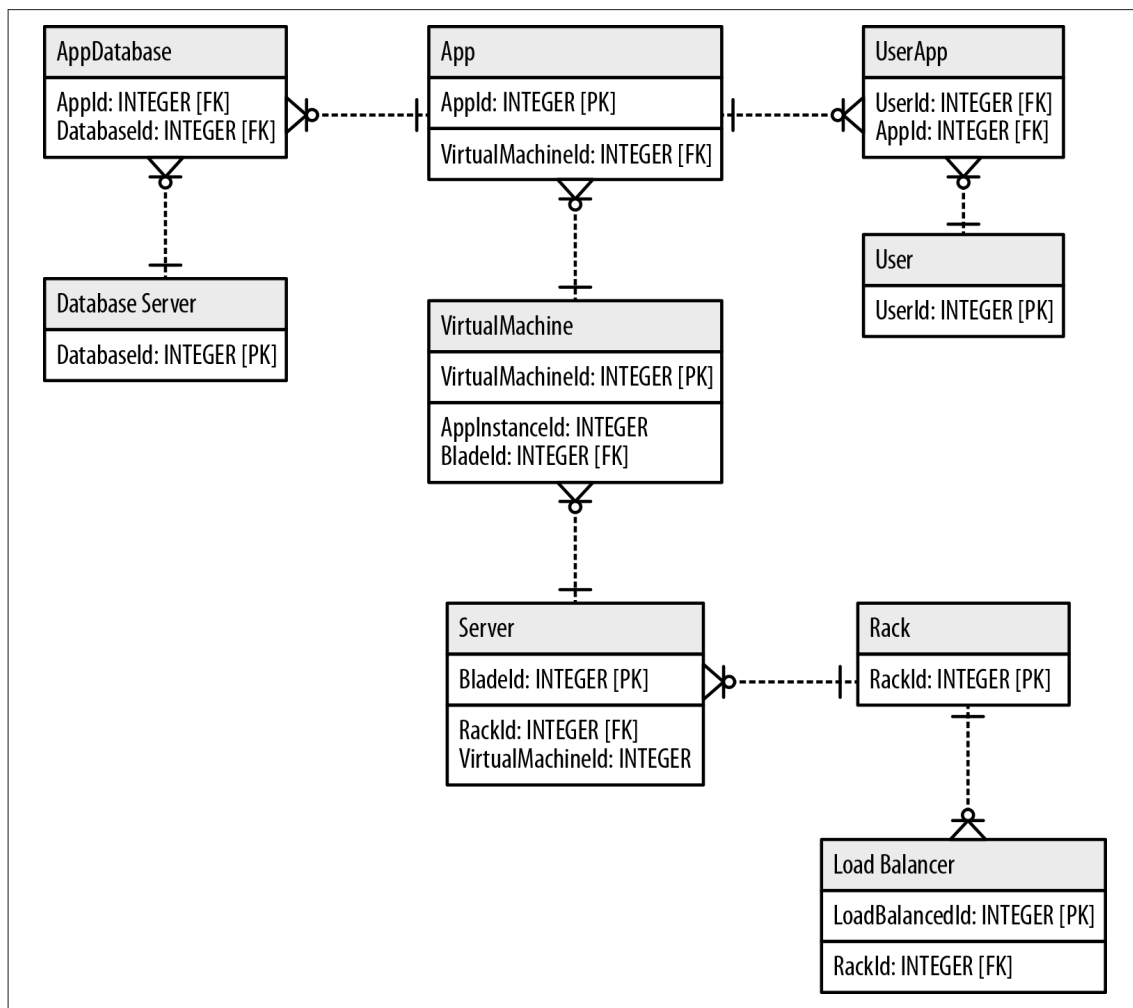 AppDatabase
AppId: INTEGER [FK]
DatabaseId: INTEGER [FK]
App
AppId: INTEGER [PK]
VirtualMachineId: INTEGER [FK]
UserApp
UserId: INTEGER [FK]
AppId: INTEGER [FK]
Database Server
DatabaseId: INTEGER [PK]
User
UserId: INTEGER [PK]
VirtualMachine
VirtualMachineId: INTEGER [PK]
AppInstanceId: INTEGER
BladeId: INTEGER [FK]
Server
BladeId: INTEGER [PK]
RackId: INTEGER [FK]
VirtualMachineId: INTEGER
Rack
RackId: INTEGER [PK]
Load Balancer
LoadBalancedId: INTEGER [PK]
RackId: INTEGER [FK]